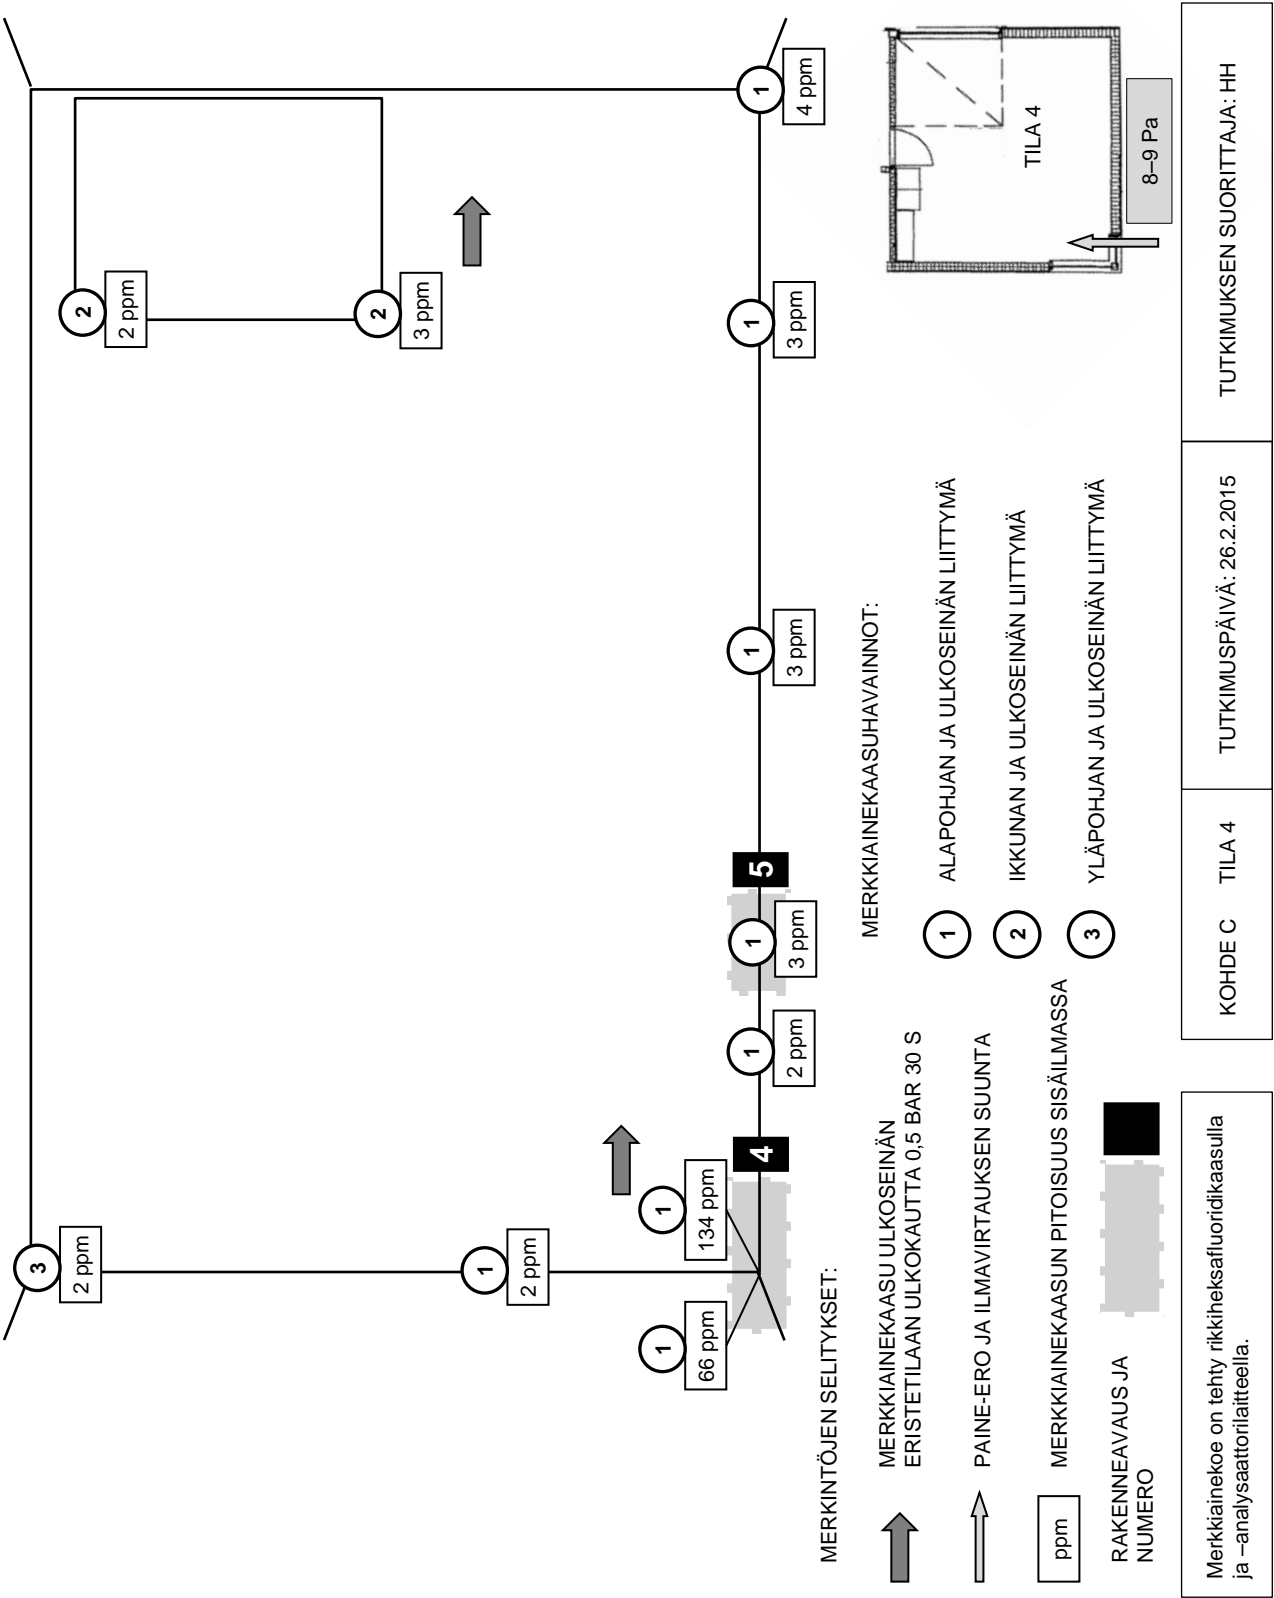 3
2 ppm
2
2 ppm
2
3 ppm
1
2 ppm
1
66 ppm
1
134 ppm
4
1
2 ppm
1
3 ppm
5
1
3 ppm
1
3 ppm
1
4 ppm
MERKINTÖJEN SELITYKSET:
MERKKIAINEKAASU ULKOSEINÄN
ERISTETILAAN ULKOKAUTTA 0,5 BAR 30 S
PAINE-ERO JA ILMAVIRTAUKSEN SUUNTA
ppm
MERKKIAINEKAASUN PITOISUUS SISÄILMASSA
RAKENNEAVAUS JA
NUMERO
MERKKIAINEKAASUHAVAINNOT:
1 ALAPOHJAN JA ULKOSEINÄN LIITTYMÄ
2 IKKUNAN JA ULKOSEINÄN LIITTYMÄ
3 YLÄPOHJAN JA ULKOSEINÄN LIITTYMÄ
TILA 4
8–9 Pa
Merkkiainekoe on tehty rikkiheksafluoridikaasulla
ja –analysaattorilaitteella.
KOHDE C TILA 4
TUTKIMUSPÄIVÄ: 26.2.2015
TUTKIMUKSEN SUORITTAJA: HH